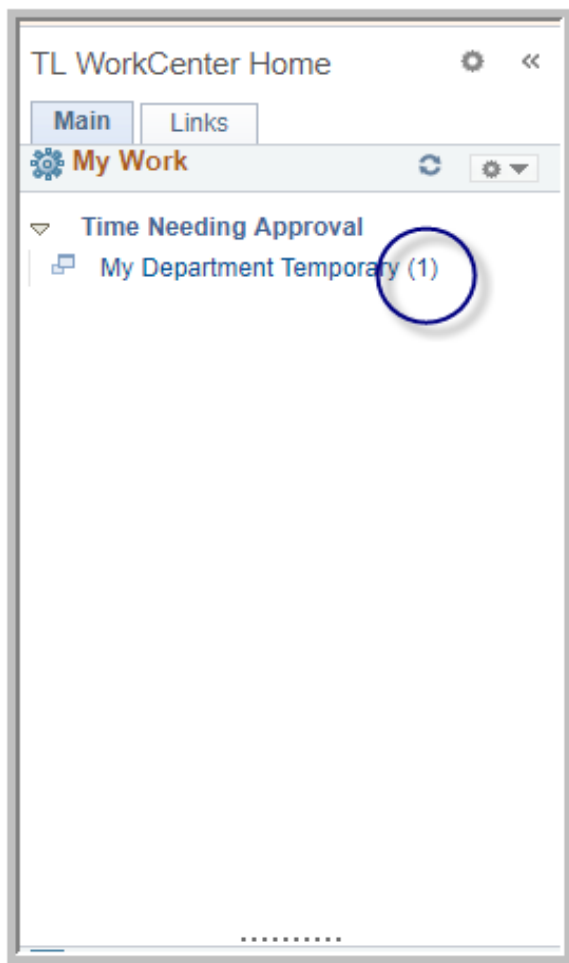 TL WorkCenter Home
Main Links
My Work
Time Needing Approval
My Department Temporary (1)